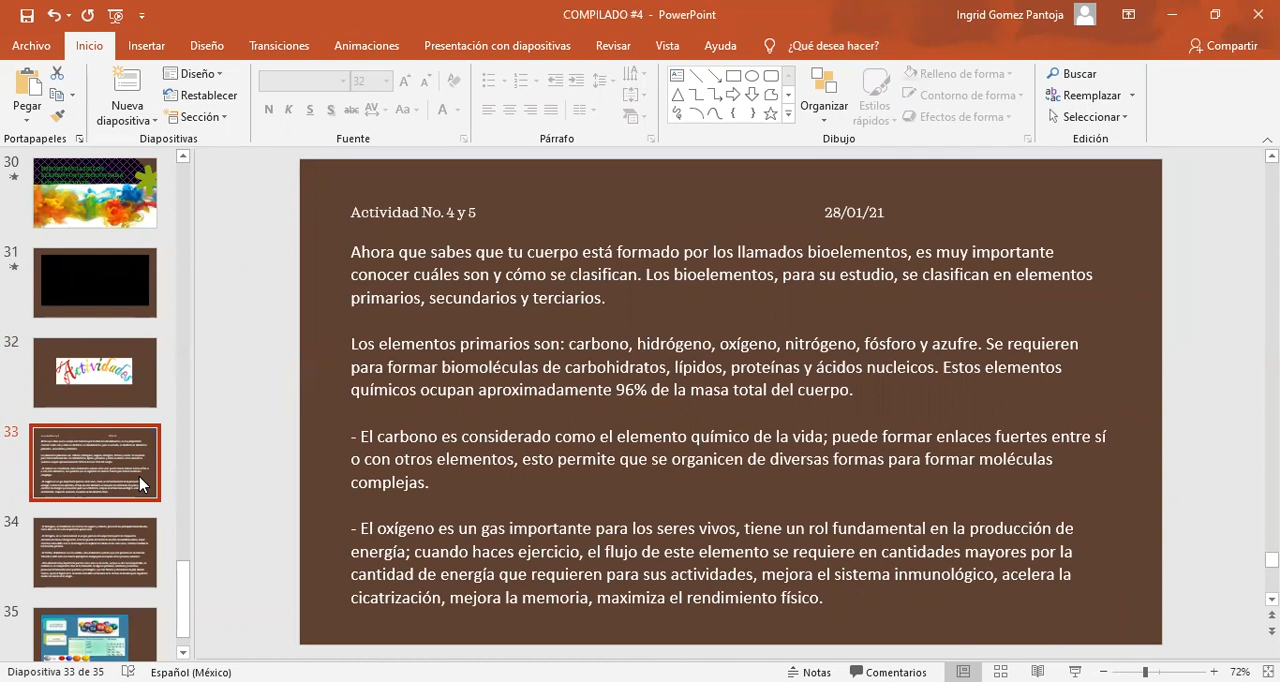 COMPILADO #4 - PowerPoint
Ingrid Gomez Pantoja
Archivo Inicio Insertar Diseño Transiciones Animaciones Presentación con diapositivas Revisar Vista Ayuda ¿Qué desea hacer? Compartir
Pegar
Nueva diapositiva
Diseño
Restablecer
Sección
32
N K S S abc AV Aa A
Organizar
Estilos rápidos
Relleno de forma
Contorno de forma
Efectos de forma
Buscar
Reemplazar
Seleccionar
Portapapeles Diapositivas Fuente Párrafo Dibujo Edición
30
31
32
Actividades
33
34
35
Actividad No. 4 y 5 28/01/21
Ahora que sabes que tu cuerpo está formado por los llamados bioelementos, es muy importante
conocer cuáles son y cómo se clasifican. Los bioelementos, para su estudio, se clasifican en elementos
primarios, secundarios y terciarios.
Los elementos primarios son: carbono, hidrógeno, oxígeno, nitrógeno, fósforo y azufre. Se requieren
para formar biomoléculas de carbohidratos, lípidos, proteínas y ácidos nucleicos. Estos elementos
químicos ocupan aproximadamente 96% de la masa total del cuerpo.
- El carbono es considerado como el elemento químico de la vida; puede formar enlaces fuertes entre sí
o con otros elementos, esto permite que se organicen de diversas formas para formar moléculas
complejas.
- El oxígeno es un gas importante para los seres vivos, tiene un rol fundamental en la producción de
energía; cuando haces ejercicio, el flujo de este elemento se requiere en cantidades mayores por la
cantidad de energía que requieren para sus actividades, mejora el sistema inmunológico, acelera la
cicatrización, mejora la memoria, maximiza el rendimiento físico.
Diapositiva 33 de 35 Español (México) Notas Comentarios 72%